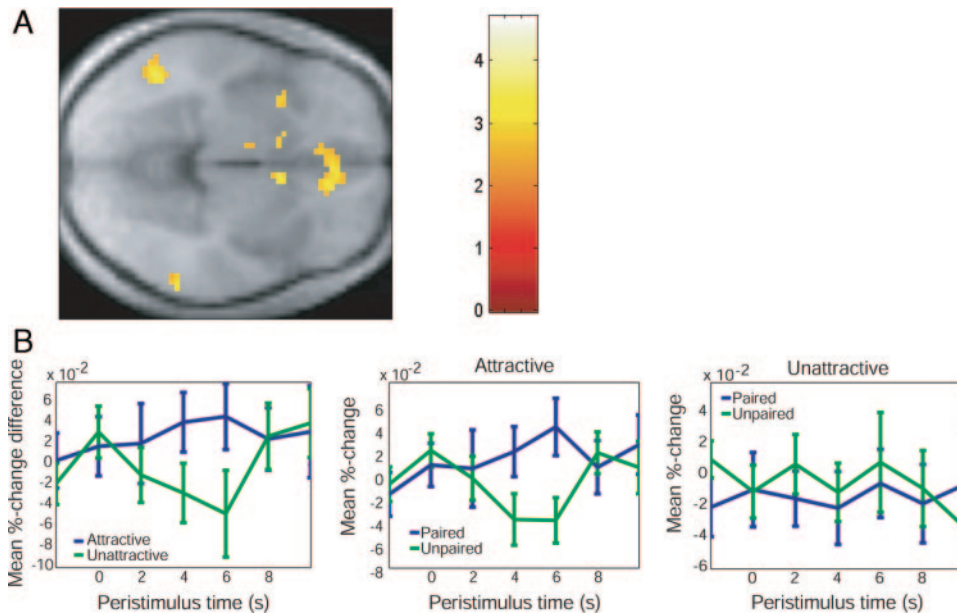 A
4
3
2
1
0
B
x 10-2
Mean %-change difference
6
4
2
0
-2
-4
-6
-8
-10
Attractive
Unattractive
0 2 4 6 8
Peristimulus time (s)
Attractive
x 10-2
Mean %-change
6
4
2
0
-2
-4
-6
-8
Paired
Unpaired
0 2 4 6 8
Peristimulus time (s)
Unattractive
x 10-2
Mean %-change
4
2
0
-2
-4
-6
Paired
Unpaired
0 2 4 6 8
Peristimulus time (s)